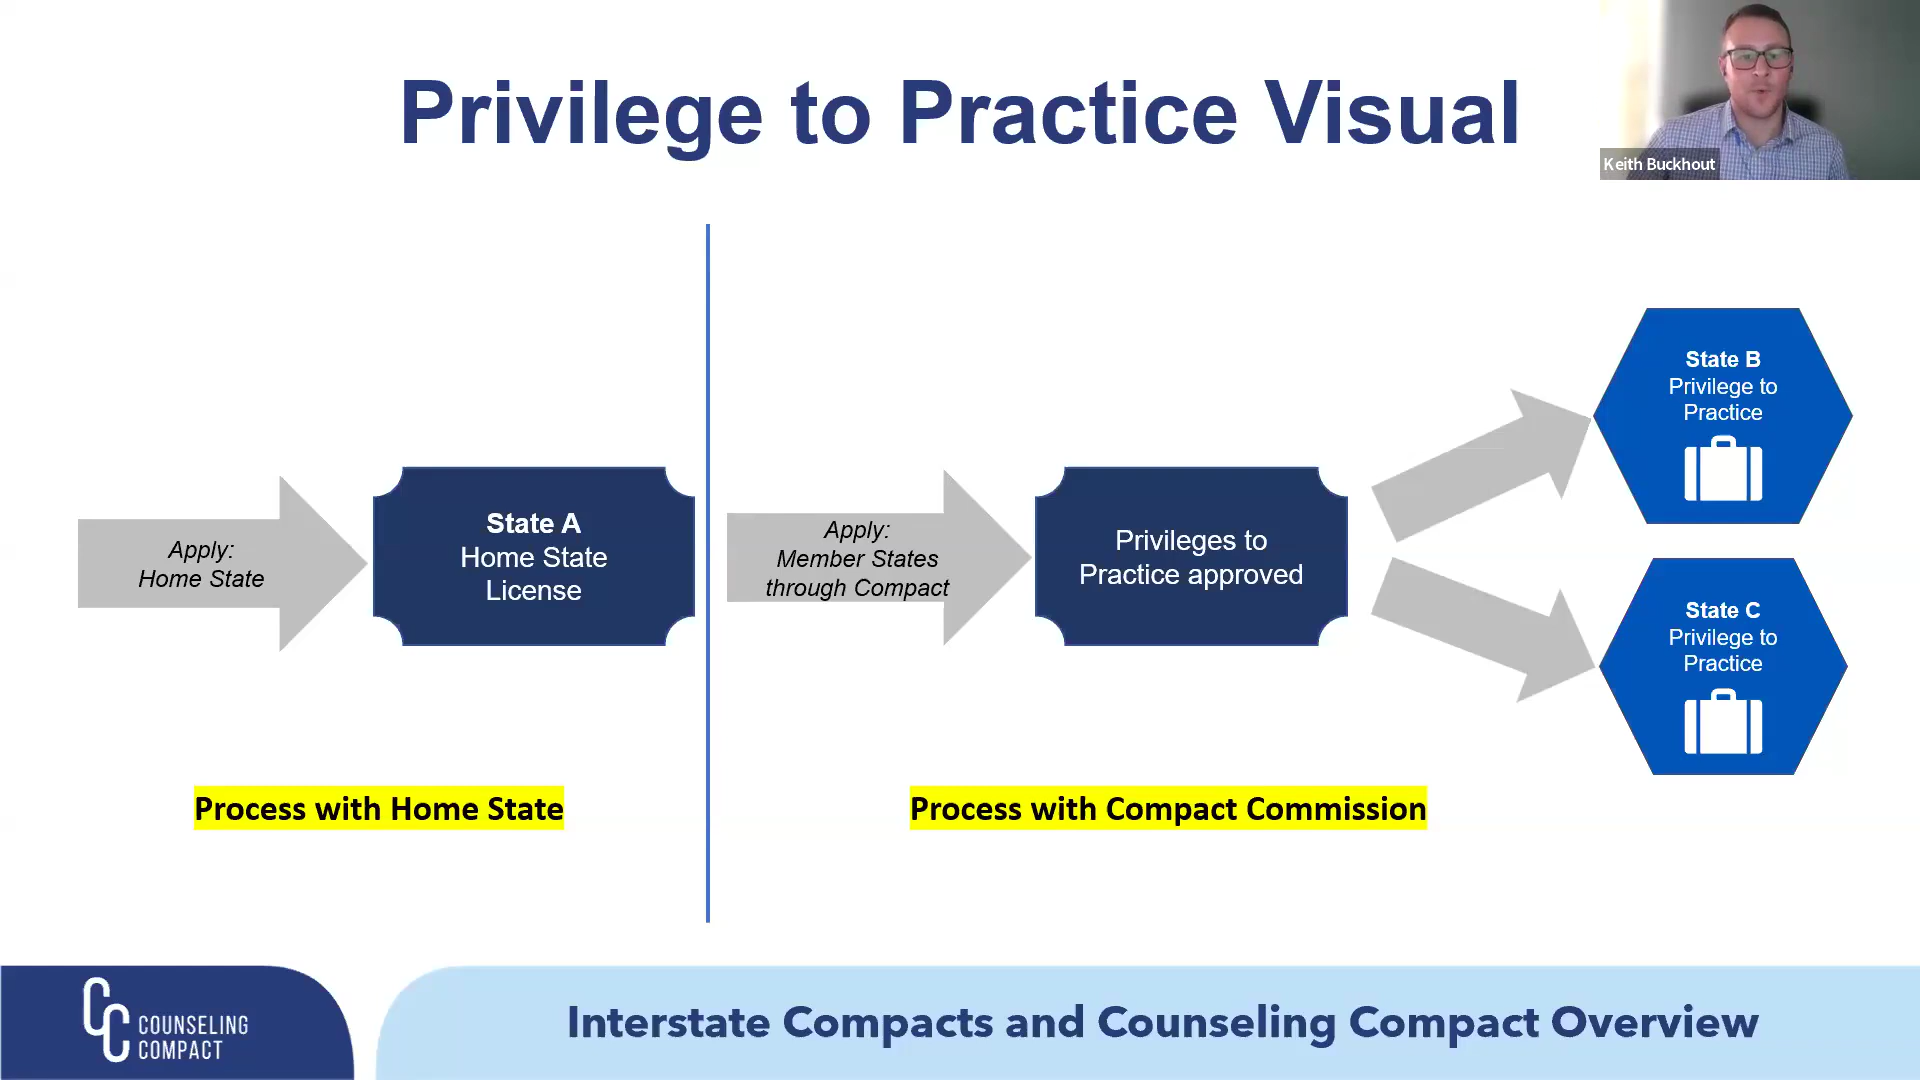 Privilege to Practice Visual
Keith Buckhout
Apply:
Home State
State A
Home State
License
Apply:
Member States
through Compact
Privileges to
Practice approved
State B
Privilege to
Practice
State C
Privilege to
Practice
Process with Home State
Process with Compact Commission
CC COUNSELING
COMPACT
Interstate Compacts and Counseling Compact Overview